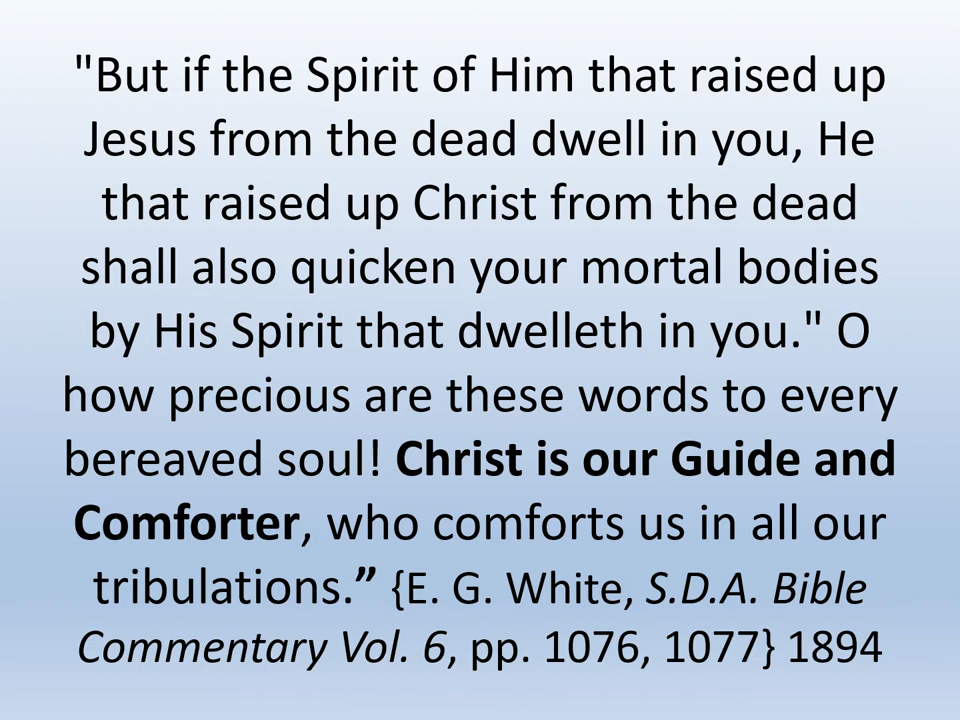 "But if the Spirit of Him that raised up
Jesus from the dead dwell in you, He
that raised up Christ from the dead
shall also quicken your mortal bodies
by His Spirit that dwelleth in you." O
how precious are these words to every
bereaved soul! Christ is our Guide and
Comforter, who comforts us in all our
tribulations.” {E. G. White, S.D.A. Bible
Commentary Vol. 6, pp. 1076, 1077} 1894